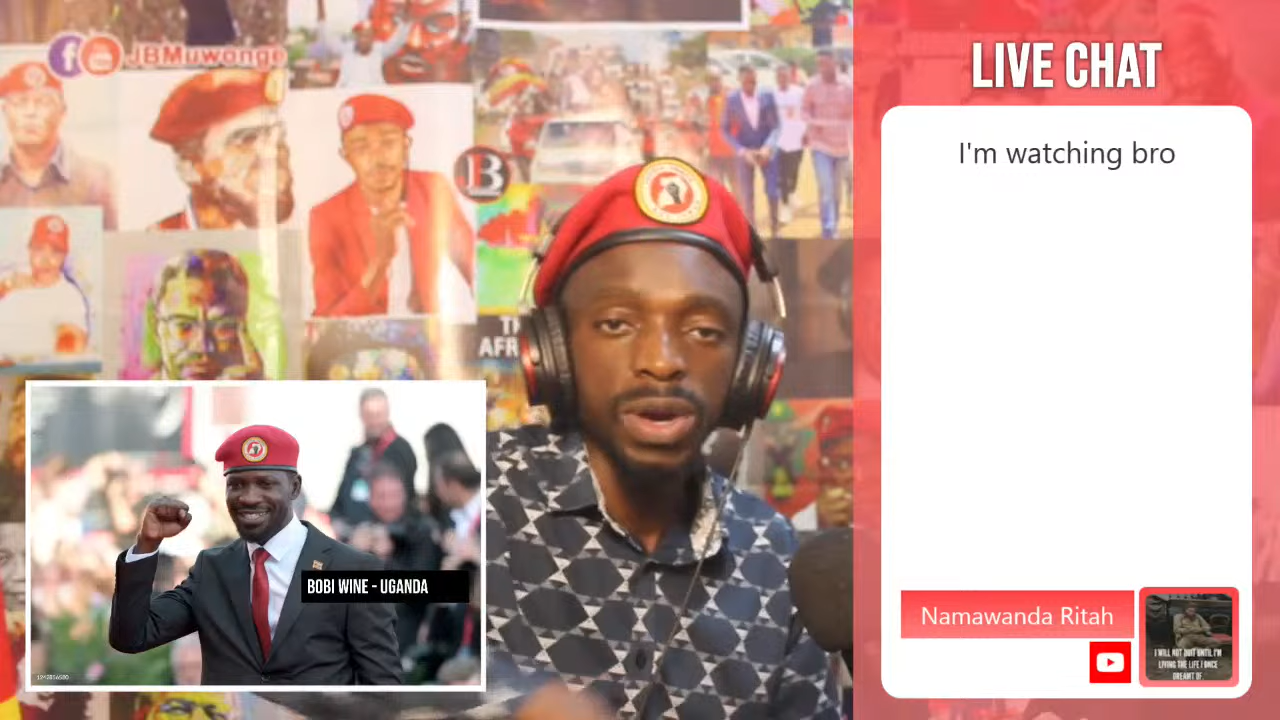 JBMuwonge
LIVE CHAT
I'm watching bro
B
BOBI WINE - UGANDA
1247856580
Namawanda Ritah
I WILL NOT QUIT UNTIL I'M
LIVING THE LIFE I ONCE
DREAMT OF